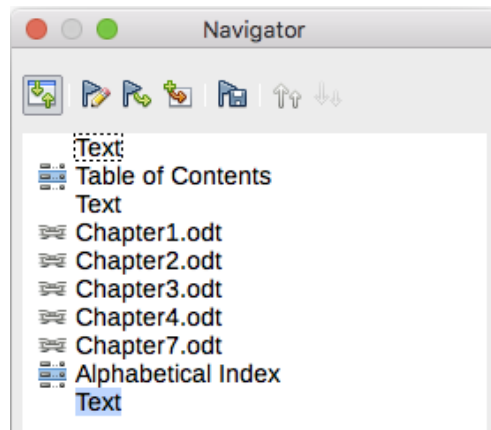 Navigator
Text
Table of Contents
Text
Chapter1.odt
Chapter2.odt
Chapter3.odt
Chapter4.odt
Chapter7.odt
Alphabetical Index
Text